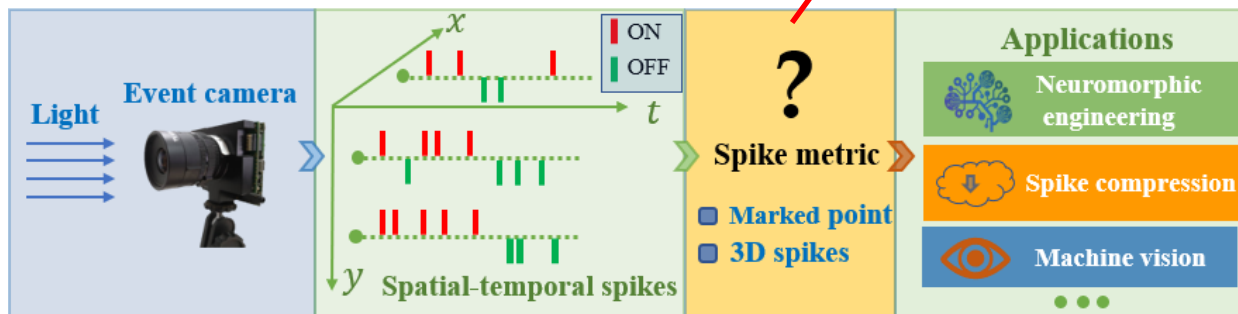 Light
Event camera
x
t
y
ON
OFF
Spatial-temporal spikes
?
Spike metric
Marked point
3D spikes
Applications
Neuromorphic
engineering
Spike compression
Machine vision